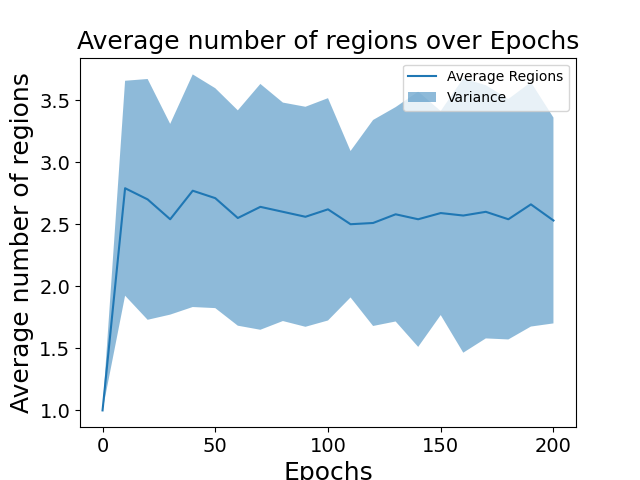 Average number of regions over Epochs
Average Regions
Variance
Average number of regions
3.5
3.0
2.5
2.0
1.5
1.0
0 50 100 150 200
Epochs